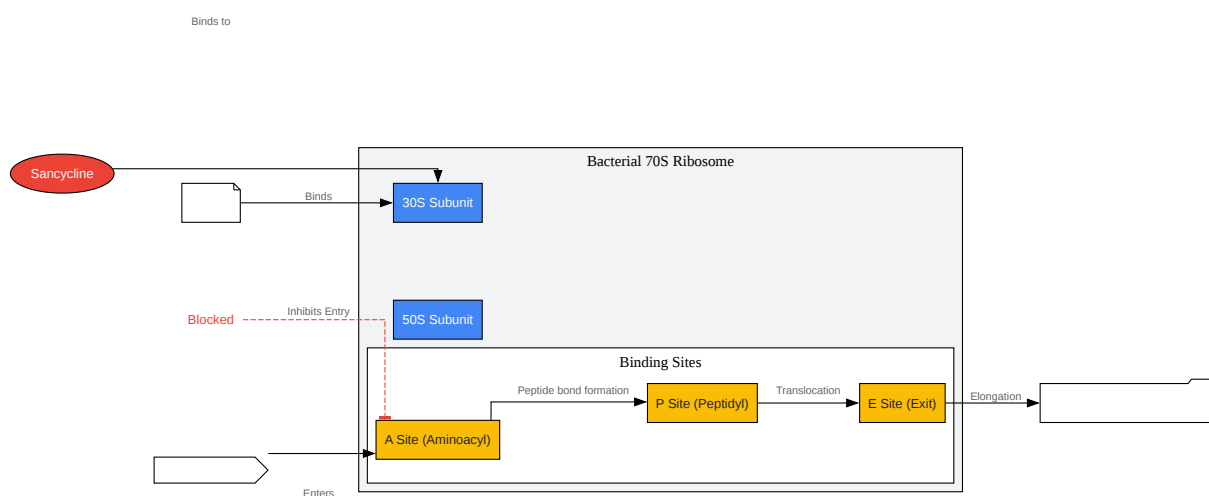 Binds to
Bacterial 70S Ribosome
Sancycline
Binds
30S Subunit
Inhibits Entry
Blocked
50S Subunit
Binding Sites
Peptide bond formation
P Site (Peptidyl)
Translocation
E Site (Exit)
Elongation
A Site (Aminoacyl)
Enters